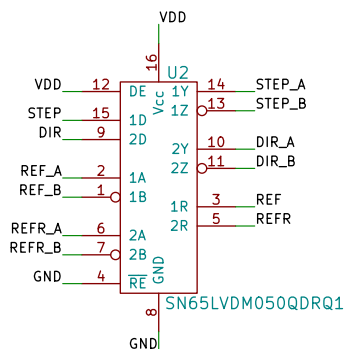 VDD
16
U2
VDD 12 DE Vcc 1Y 14 STEP_A
1Z 13 STEP_B
STEP 15 1D
DIR 9 2D
2Y 10 DIR_A
2Z 11 DIR_B
REF_A 2 1A
REF_B 1 1B
1R 3 REF
2R 5 REFR
REFR_A 6 2A
REFR_B 7 2B
GND 4 RE GND
8
SN65LVDM050QDRQ1
GND